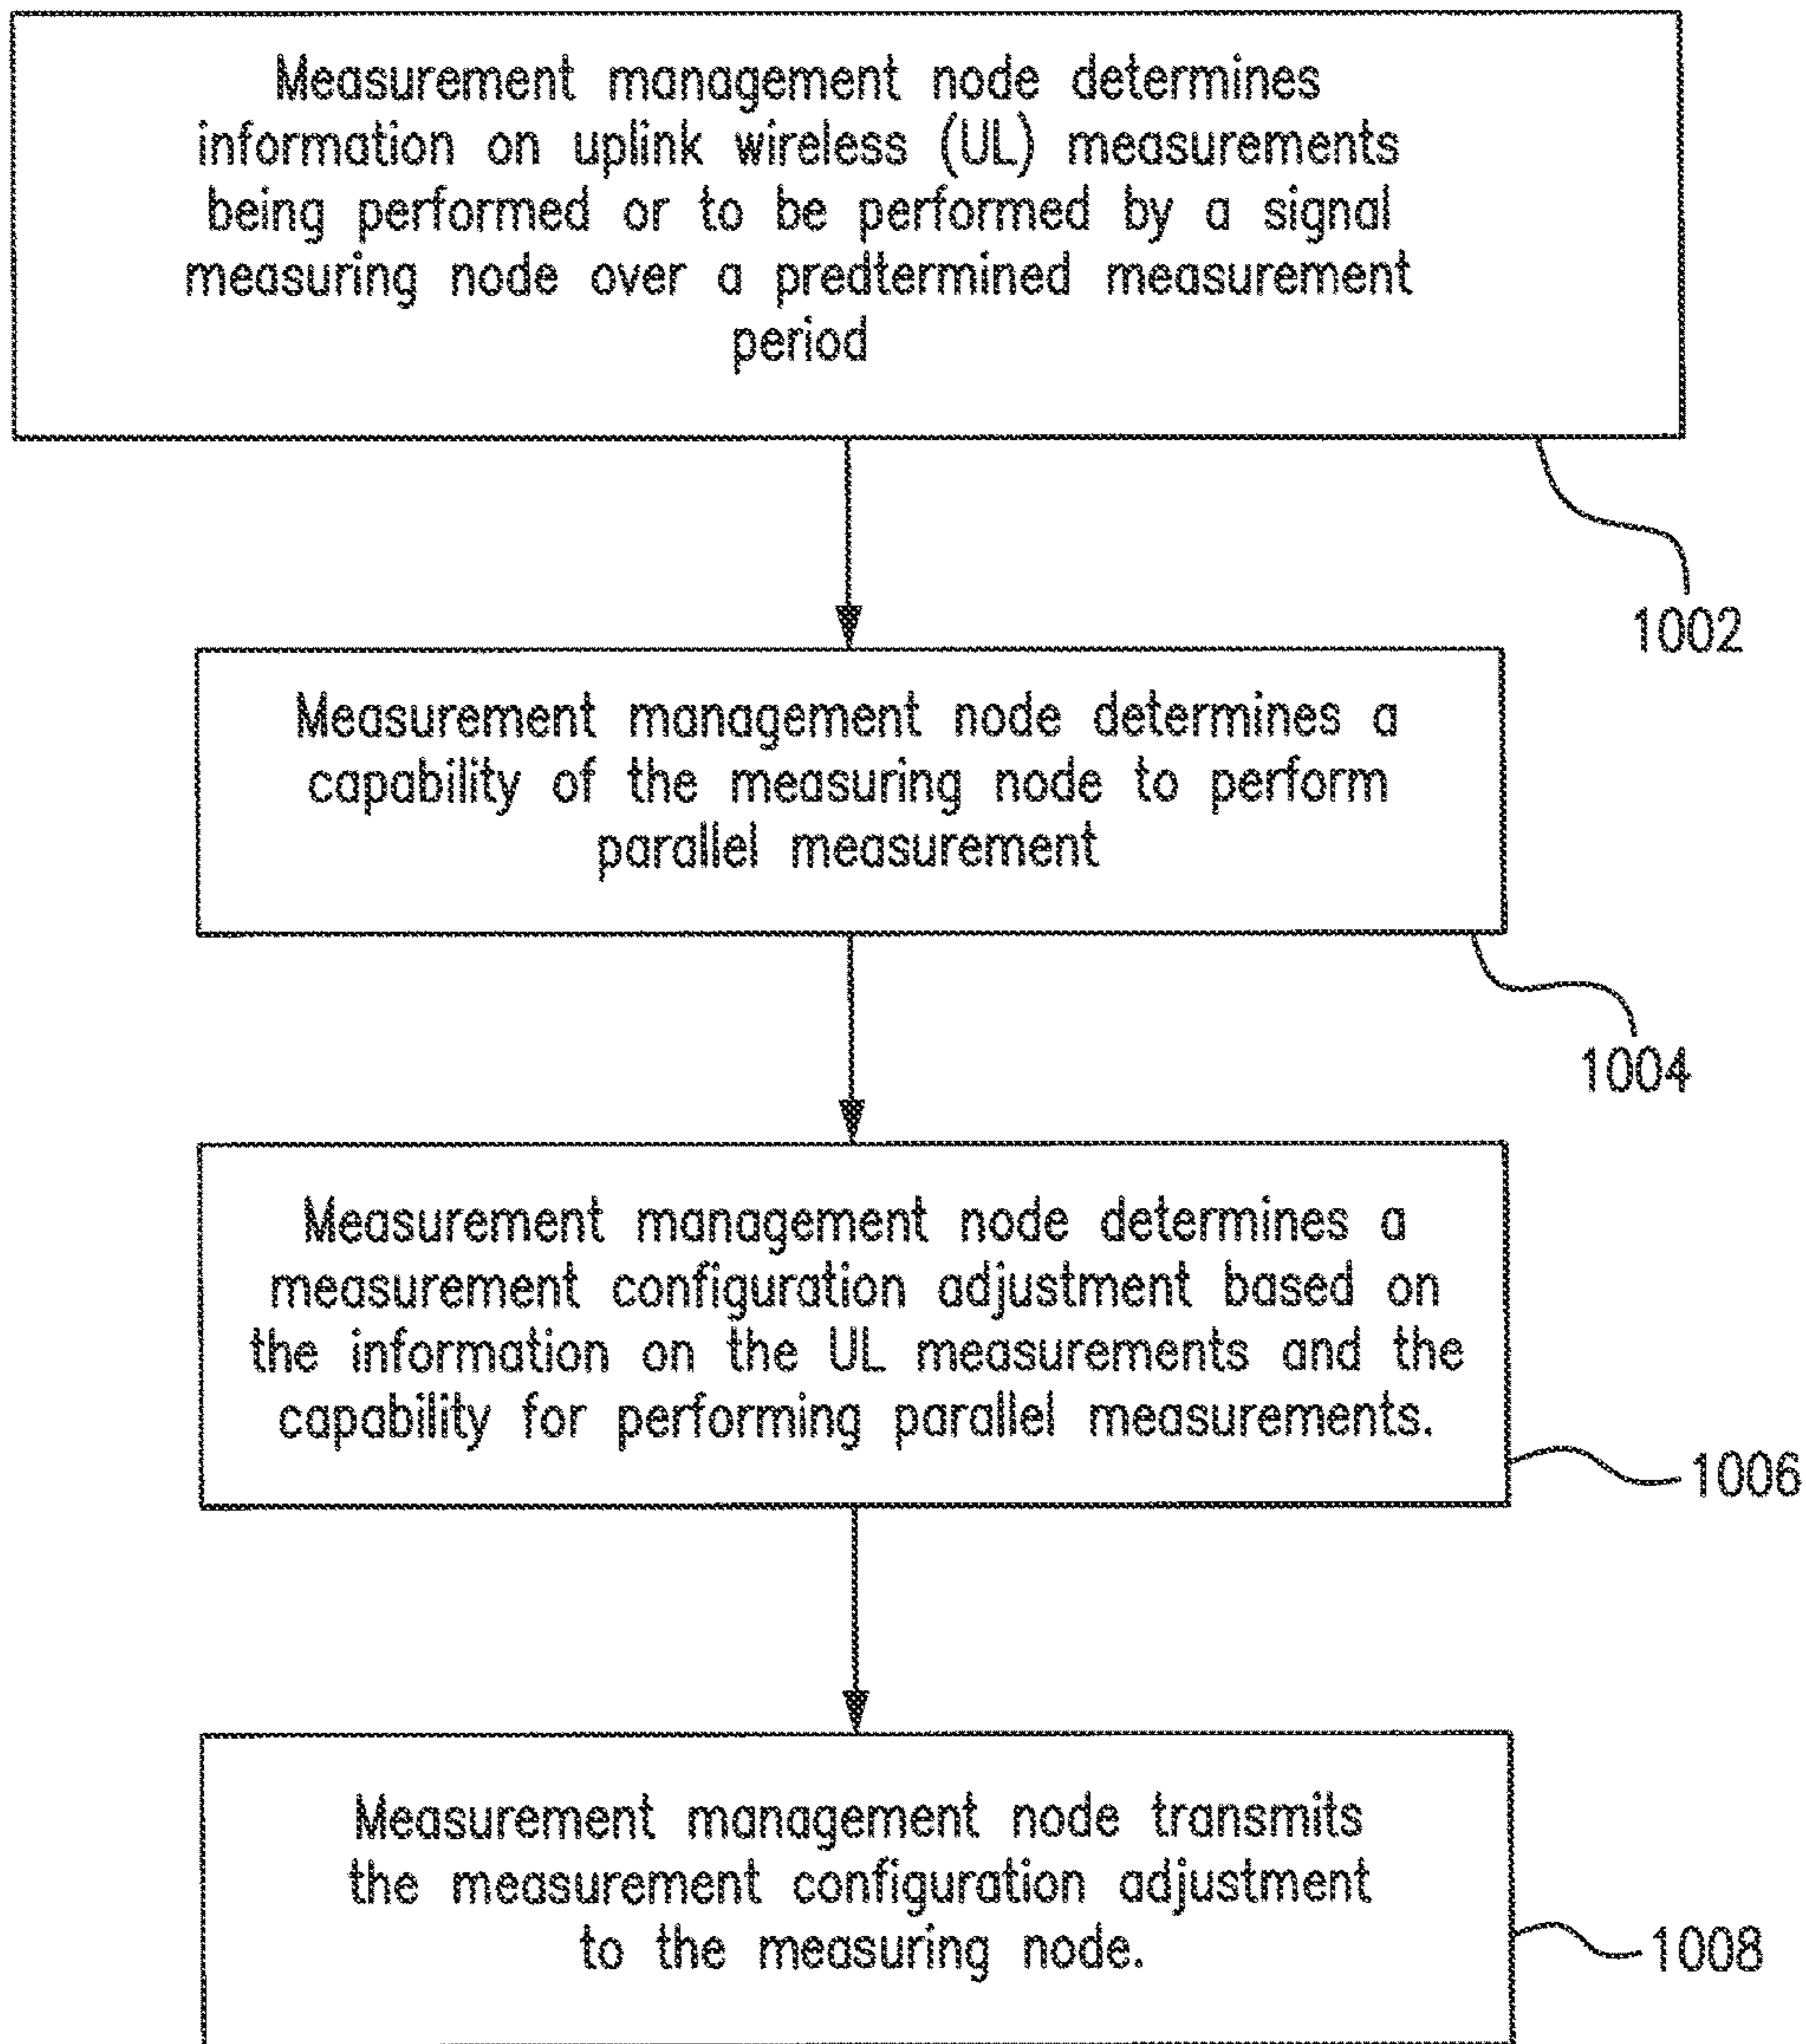 Measurement management node determines
information on uplink wireless (UL) measurements
being performed or to be performed by a signal
measuring node over a predtermined measurement
period
1002
Measurement management node determines a
capability of the measuring node to perform
parallel measurement
1004
Measurement management node determines a
measurement configuration adjustment based on
the information on the UL measurements and the
capability for performing parallel measurements.
1006
Measurement management node transmits
the measurement configuration adjustment
to the measuring node.
1008